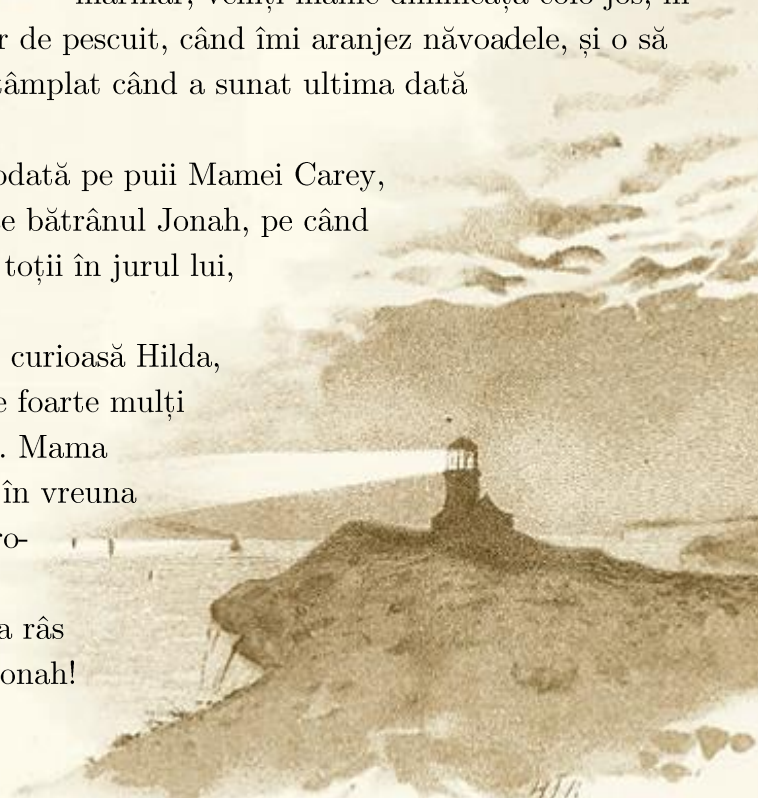 marinar, veniți mâine dimineață colo jos, în
r de pescuit, când îmi aranjez năvoadele, și o să
tâmplat când a sunat ultima dată
odată pe puii Mamei Carey,
e bătrânul Jonah, pe când
toții în jurul lui,
curioasă Hilda,
e foarte mulți
. Mama
în vreuna
ro-
a râs
onah!